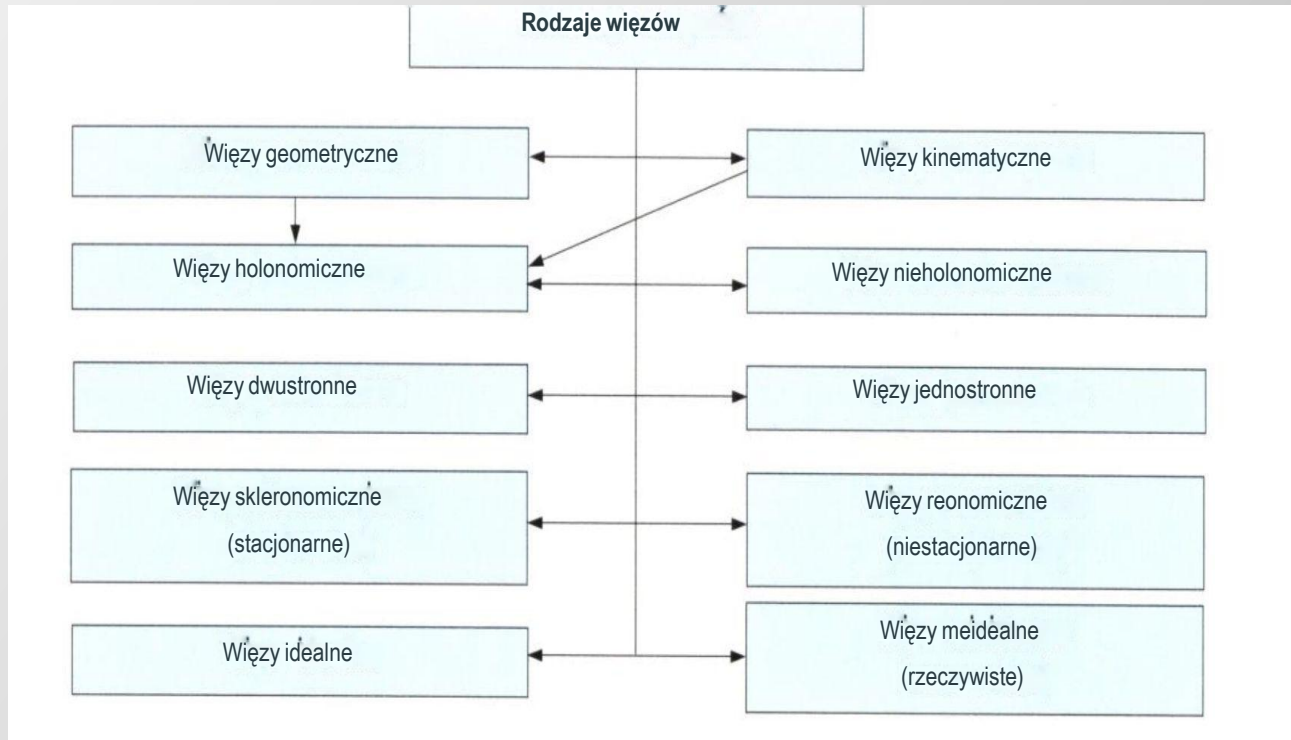 Rodzaje więzów
Więzy geometryczne
Więzy kinematyczne
Więzy holonomiczne
Więzy nieholonomiczne
Więzy dwustronne
Więzy jednostronne
Więzy skleronomiczne
(stacjonarne)
Więzy reonomiczne
(niestacjonarne)
Więzy idealne
Więzy meidealne
(rzeczywiste)